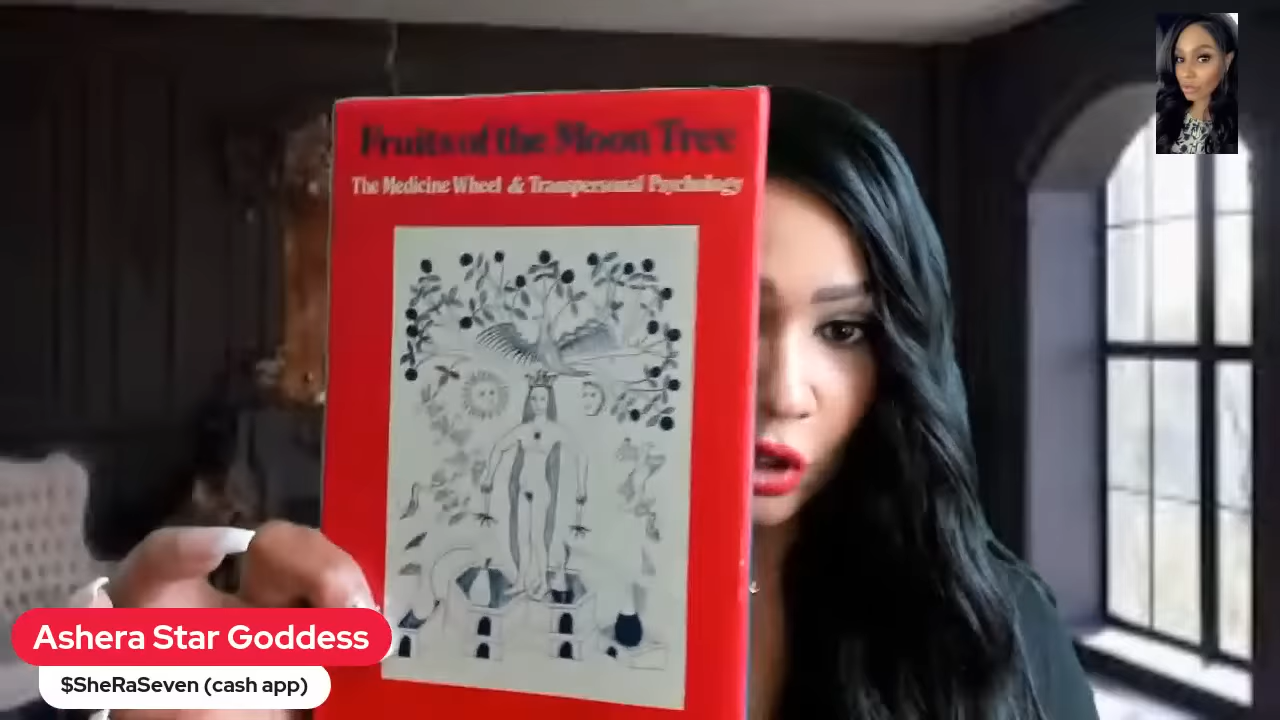 Fruits of the Moon Tree
The Medicine Wheel & Transpersonal Psychology
Ashera Star Goddess
$SheRaSeven (cash app)